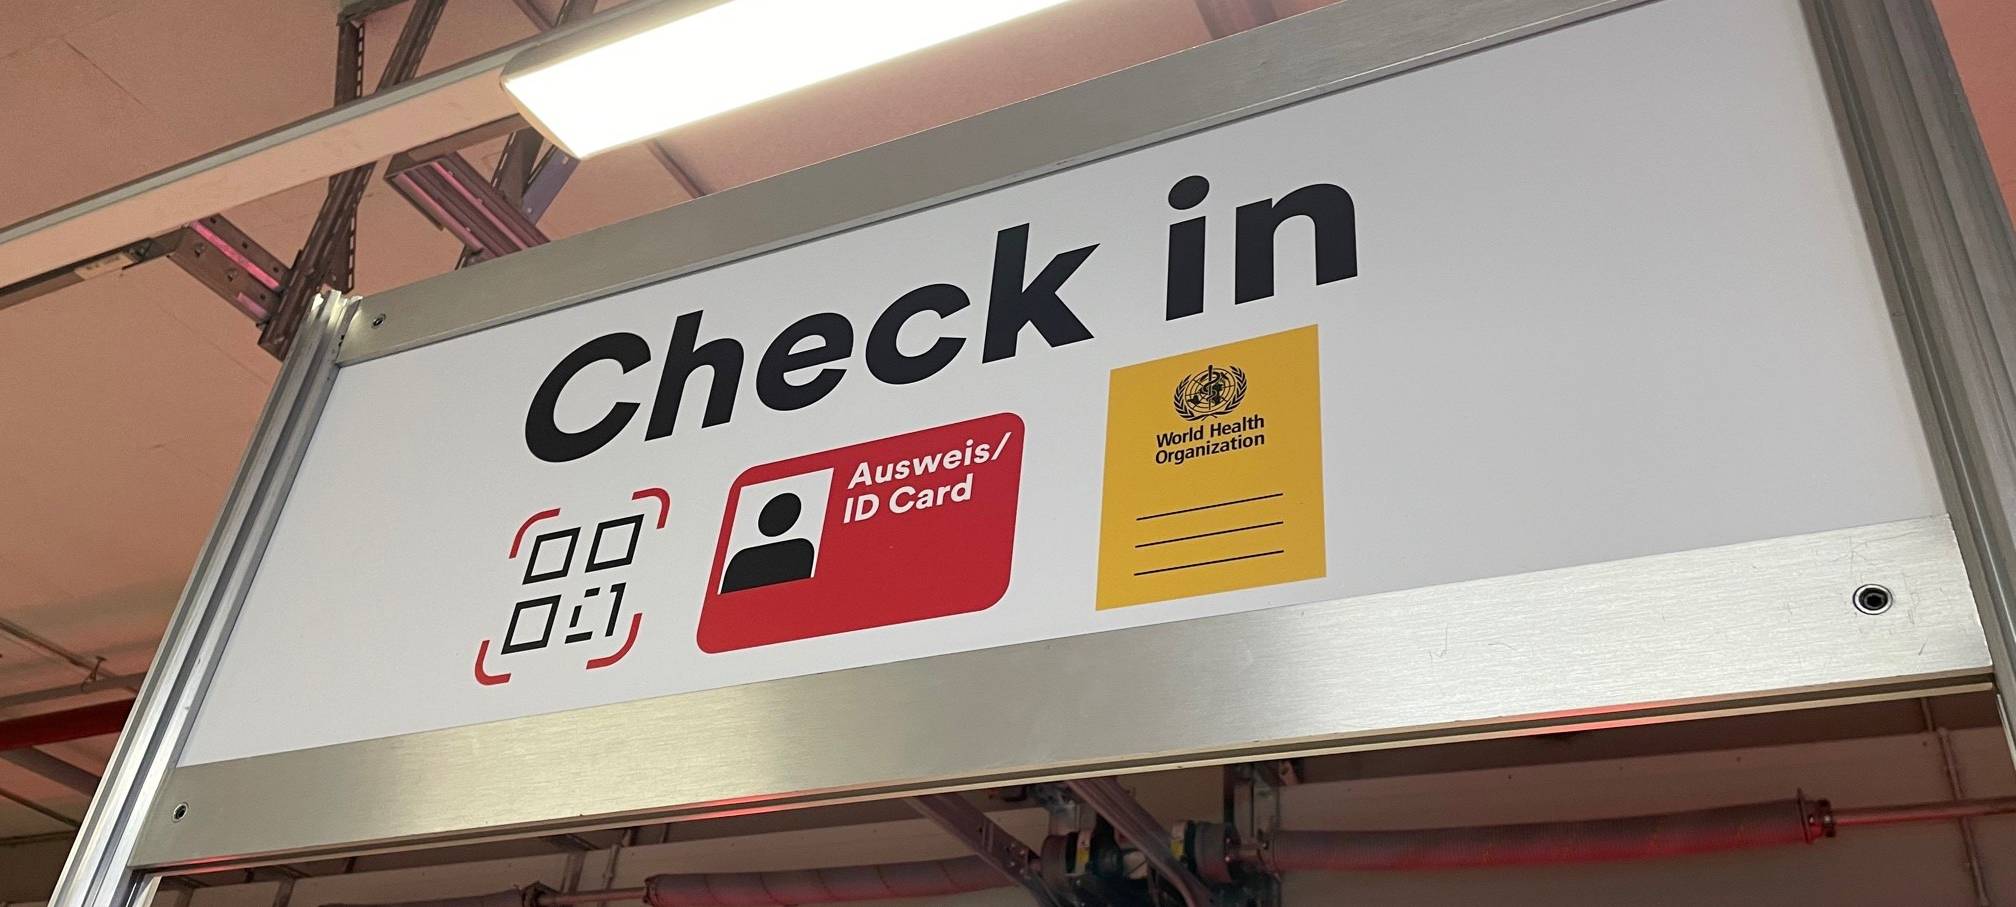 Check in
Ausweis/
ID Card
World Health
Organization